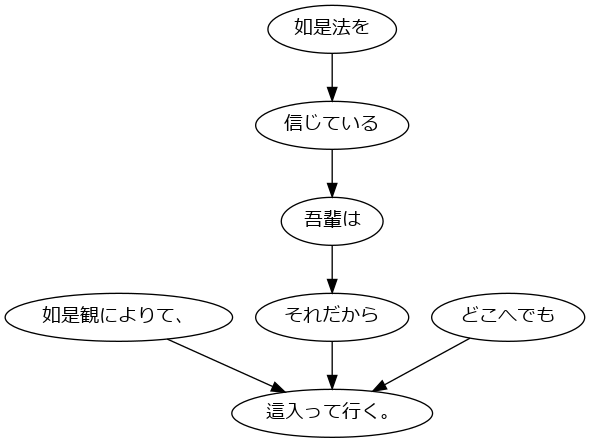 如是法を
信じている
吾輩は
如是観によりて、
それだから
どこへでも
這入って行く。